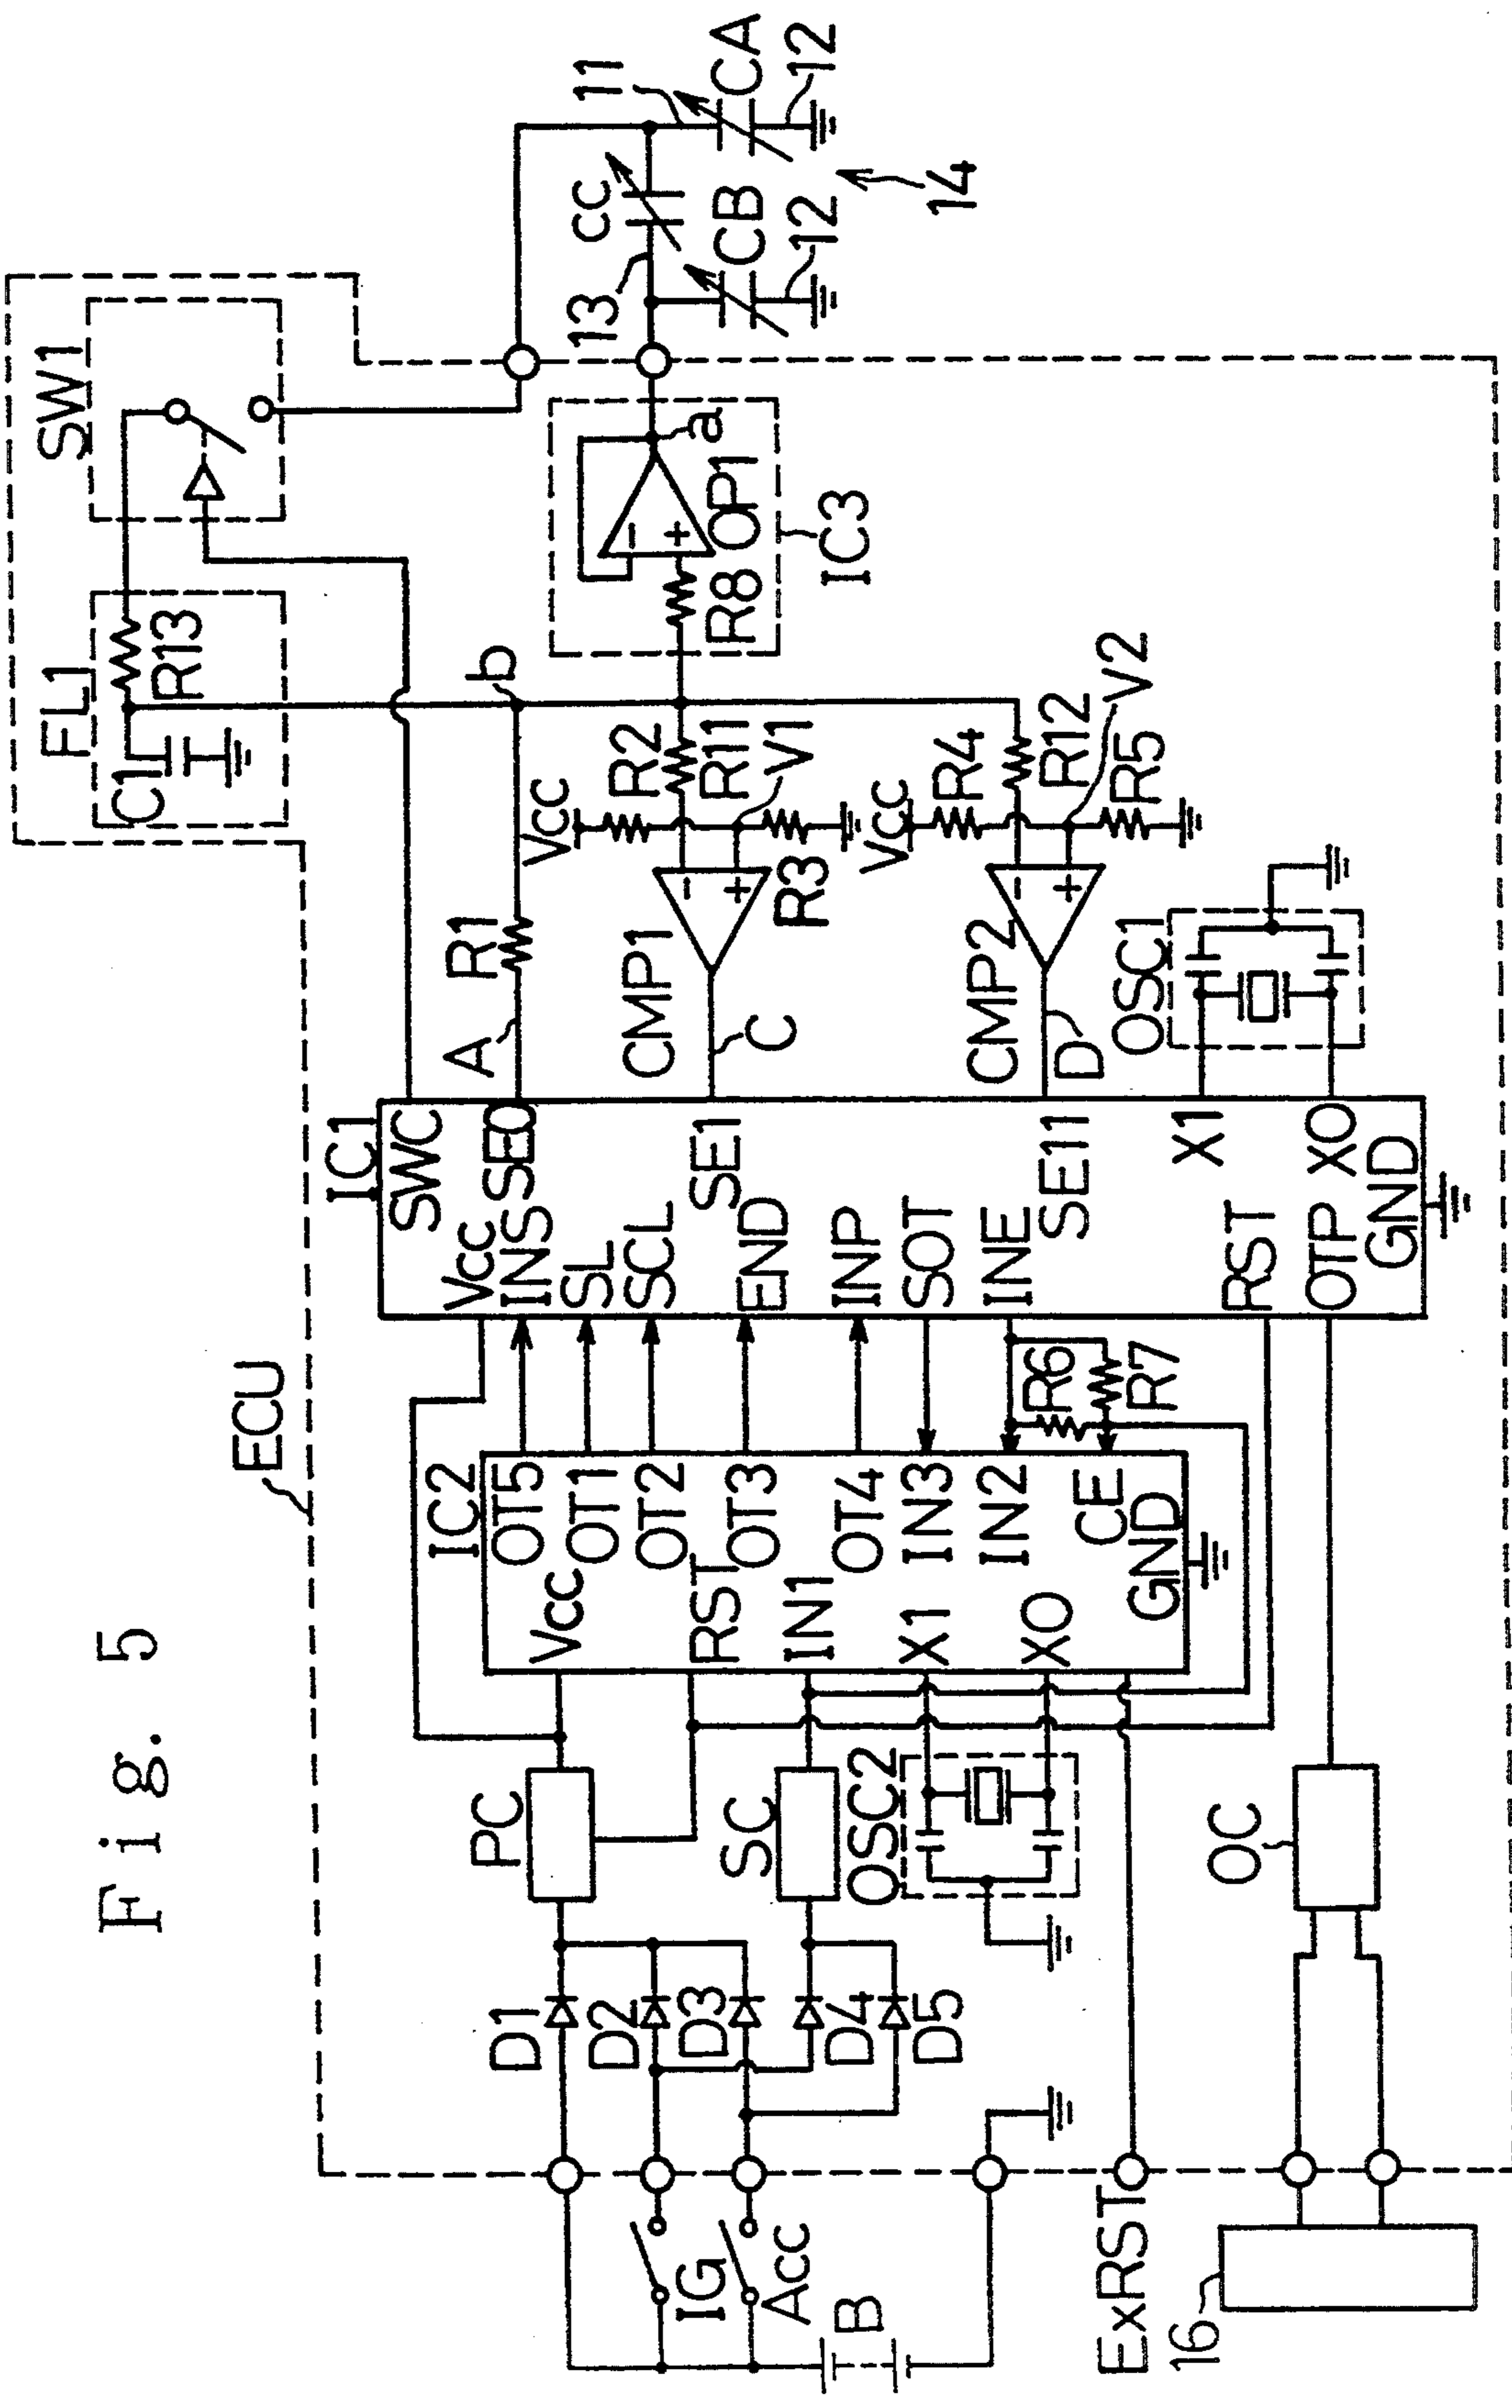 Fig. 5
ECU
FL1
SW1
C1
R13
b
11
CC
CA
13
CB
12
12
14
a
OP1
R8
IC3
A
R1
Vcc
R2
R11
V1
R3
CMP1
C
Vcc
R4
R12
V2
R5
CMP2
D
OSC1
IC1
SWC
Vcc
SEO
INS
SL
SCL
SE1
END
INP
SOT
INE
SE11
X1
RST
OTP
XO
GND
R6
R7
IC2
OT5
Vcc
OT1
OT2
RST
OT3
IN1
OT4
IN3
X1
IN2
XO
CE
GND
PC
SC
OSC2
OC
D1
D2
D3
D4
D5
IG
Acc
B
ExRST
16